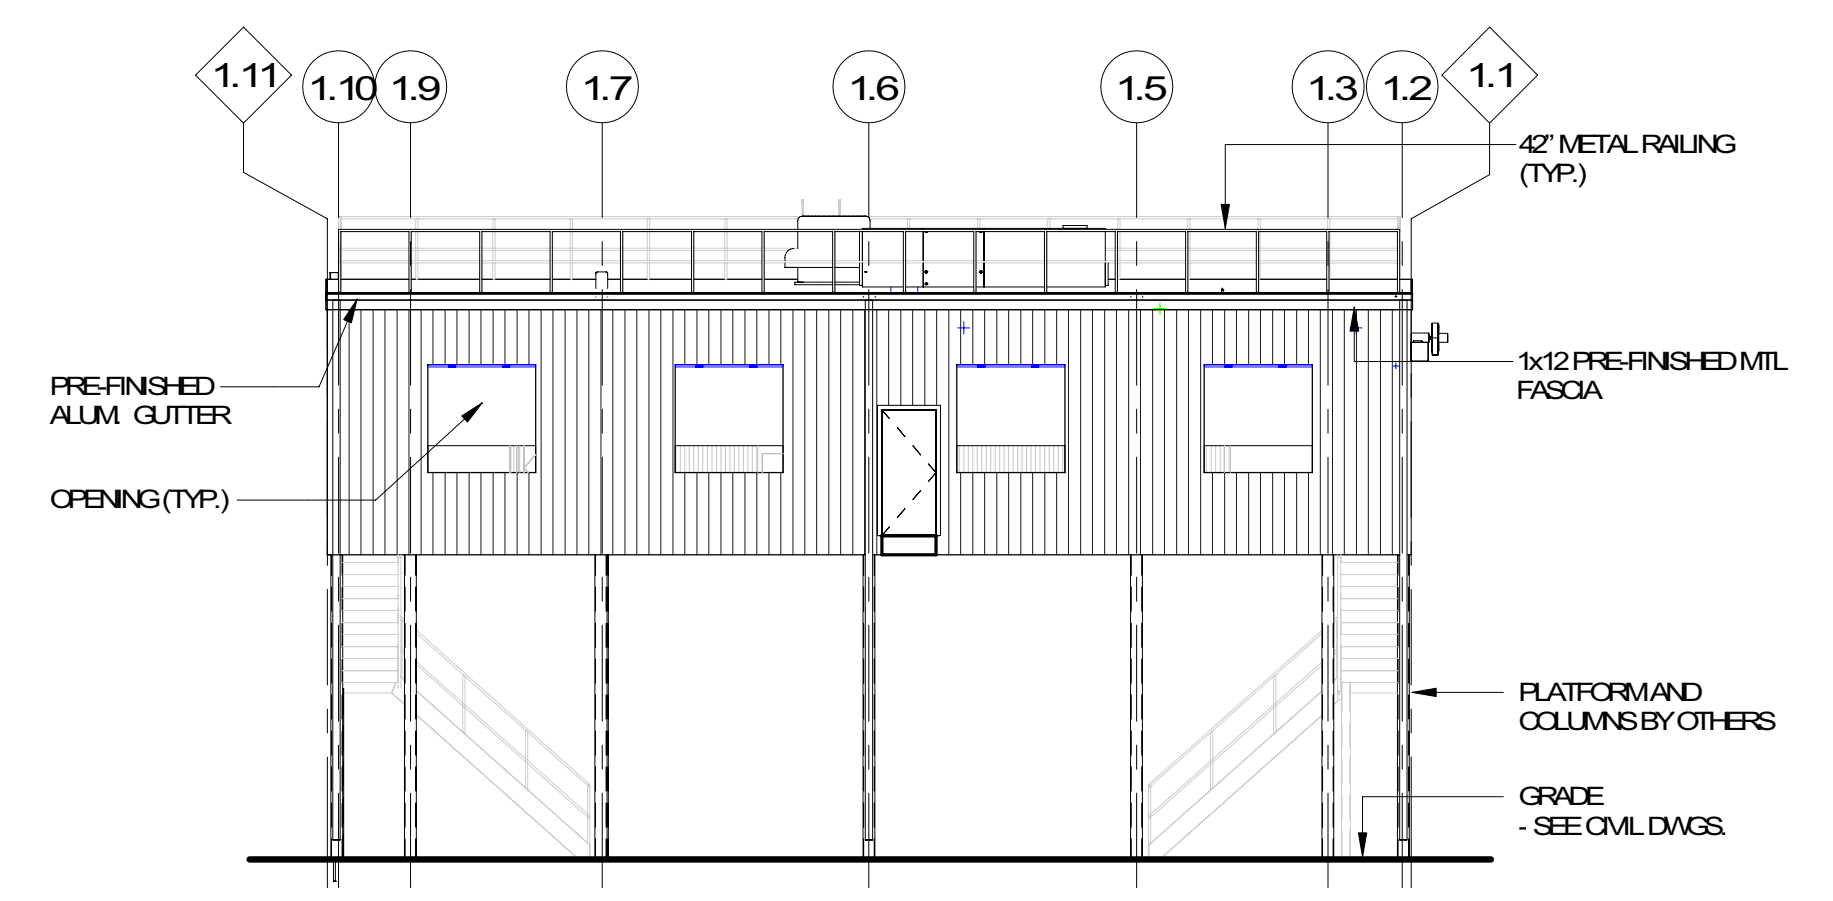 1.11
1.10
1.9
1.7
1.6
1.5
1.3
1.2
1.1
42" METAL RAILING
(TYP.)
PRE-FINISHED
ALUM. GUTTER
1x12 PRE-FINISHED MTL
FASCIA
OPENING (TYP.)
PLATFORM AND
COLUMNS BY OTHERS
GRADE
- SEE CIVIL DWGS.